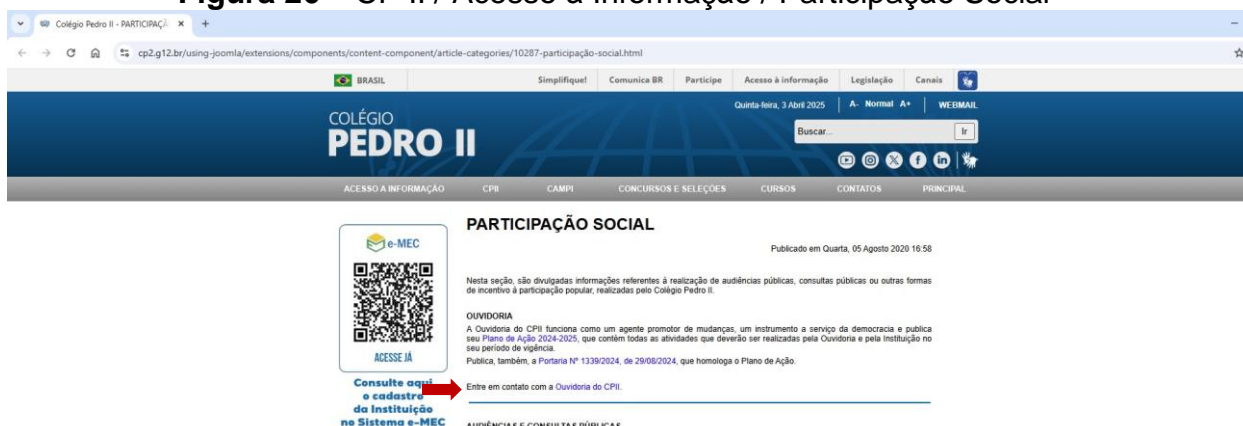 Figura 20 – CPII / Acesso à Informação / Participação Social
Colégio Pedro II - PARTICIPAÇÃ
cp2.g12.br/using-joomla/extensions/components/content-component/article-categories/10287-participação-social.html
BRASIL Simplifique! Comunica BR Participe Acesso à informação Legislação Canais
Quinta-feira, 3 Abril 2025 A- Normal A+ WEBMAIL
COLÉGIO
PEDRO II
Buscar... Ir
ACESSO A INFORMAÇÃO CPII CAMPI CONCURSOS E SELEÇÕES CURSOS CONTATOS PRINCIPAL
e-MEC
ACESSE JÁ
Consulte aqui
o cadastro
da Instituição
no Sistema e-MEC
PARTICIPAÇÃO SOCIAL
Publicado em Quarta, 05 Agosto 2020 16:58
Nesta seção, são divulgadas informações referentes à realização de audiências públicas, consultas públicas ou outras formas
de incentivo à participação popular, realizadas pelo Colégio Pedro II.
OUVIDORIA
A Ouvidoria do CPII funciona como um agente promotor de mudanças, um instrumento a serviço da democracia e publica
seu Plano de Ação 2024-2025, que contém todas as atividades que deverão ser realizadas pela Ouvidoria e pela Instituição no
seu período de vigência.
Publica, também, a Portaria Nº 1339/2024, de 29/08/2024, que homologa o Plano de Ação.
Entre em contato com a Ouvidoria do CPII.
AUDIÊNCIAS E CONSULTAS PÚBLICAS